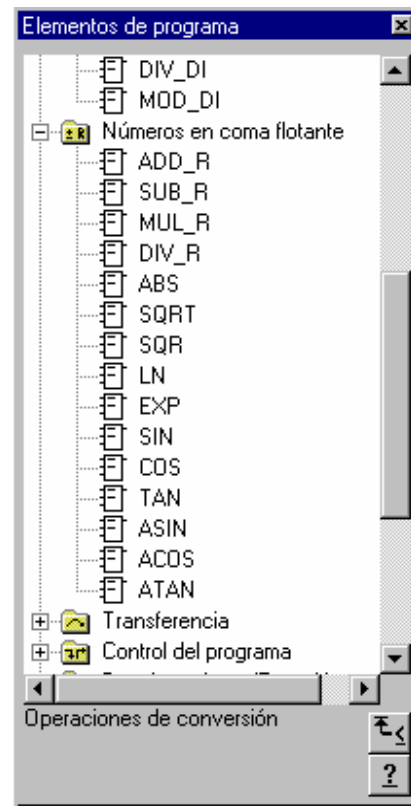 Elementos de programa
DIV_DI
MOD_DI
Números en coma flotante
ADD_R
SUB_R
MUL_R
DIV_R
ABS
SQRT
SQR
LN
EXP
SIN
COS
TAN
ASIN
ACOS
ATAN
Transferencia
Control del programa
Operaciones de conversión
?